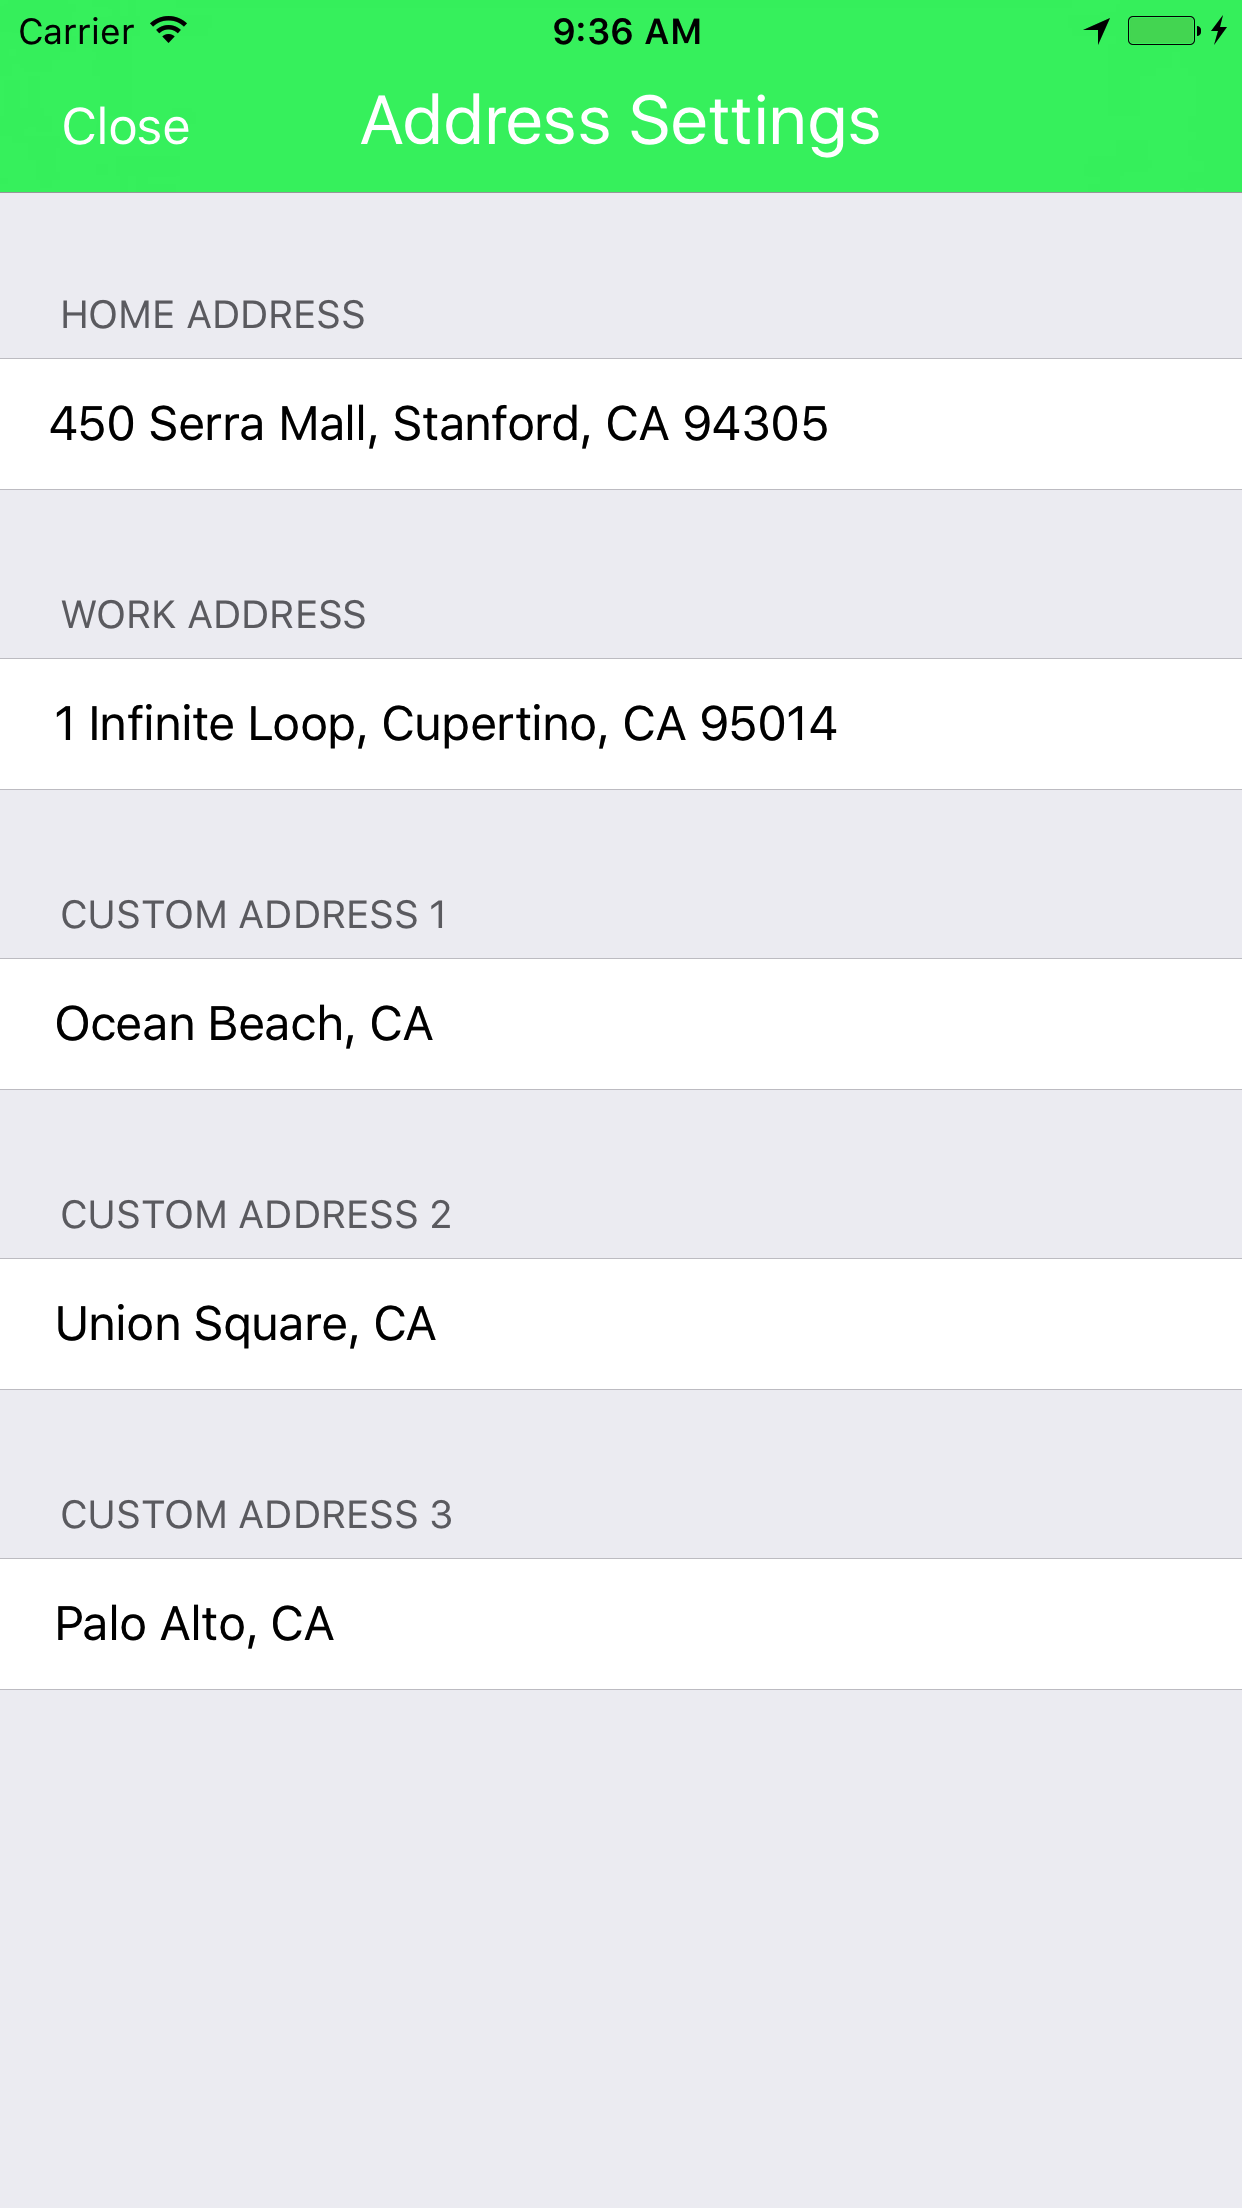 Carrier 9:36 AM
Close Address Settings
HOME ADDRESS
450 Serra Mall, Stanford, CA 94305
WORK ADDRESS
1 Infinite Loop, Cupertino, CA 95014
CUSTOM ADDRESS 1
Ocean Beach, CA
CUSTOM ADDRESS 2
Union Square, CA
CUSTOM ADDRESS 3
Palo Alto, CA